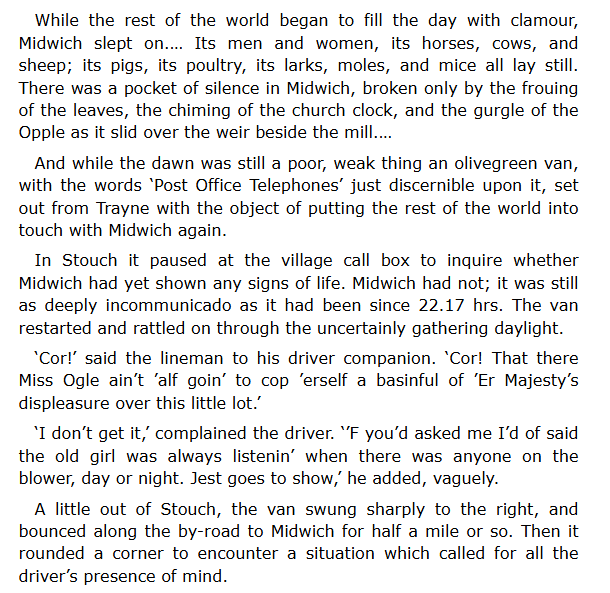 While the rest of the world began to fill the day with clamour,
Midwich slept on.... Its men and women, its horses, cows, and
sheep; its pigs, its poultry, its larks, moles, and mice all lay still.
There was a pocket of silence in Midwich, broken only by the frouing
of the leaves, the chiming of the church clock, and the gurgle of the
Opple as it slid over the weir beside the mill....
And while the dawn was still a poor, weak thing an olivegreen van,
with the words ‘Post Office Telephones’ just discernible upon it, set
out from Trayne with the object of putting the rest of the world into
touch with Midwich again.
In Stouch it paused at the village call box to inquire whether
Midwich had yet shown any signs of life. Midwich had not; it was still
as deeply incommunicado as it had been since 22.17 hrs. The van
restarted and rattled on through the uncertainly gathering daylight.
‘Cor!’ said the lineman to his driver companion. ‘Cor! That there
Miss Ogle ain’t ’alf goin’ to cop ’erself a basinful of ’Er Majesty’s
displeasure over this little lot.’
‘I don’t get it,’ complained the driver. ‘’F you’d asked me I’d of said
the old girl was always listenin’ when there was anyone on the
blower, day or night. Jest goes to show,’ he added, vaguely.
A little out of Stouch, the van swung sharply to the right, and
bounced along the by-road to Midwich for half a mile or so. Then it
rounded a corner to encounter a situation which called for all the
driver’s presence of mind.